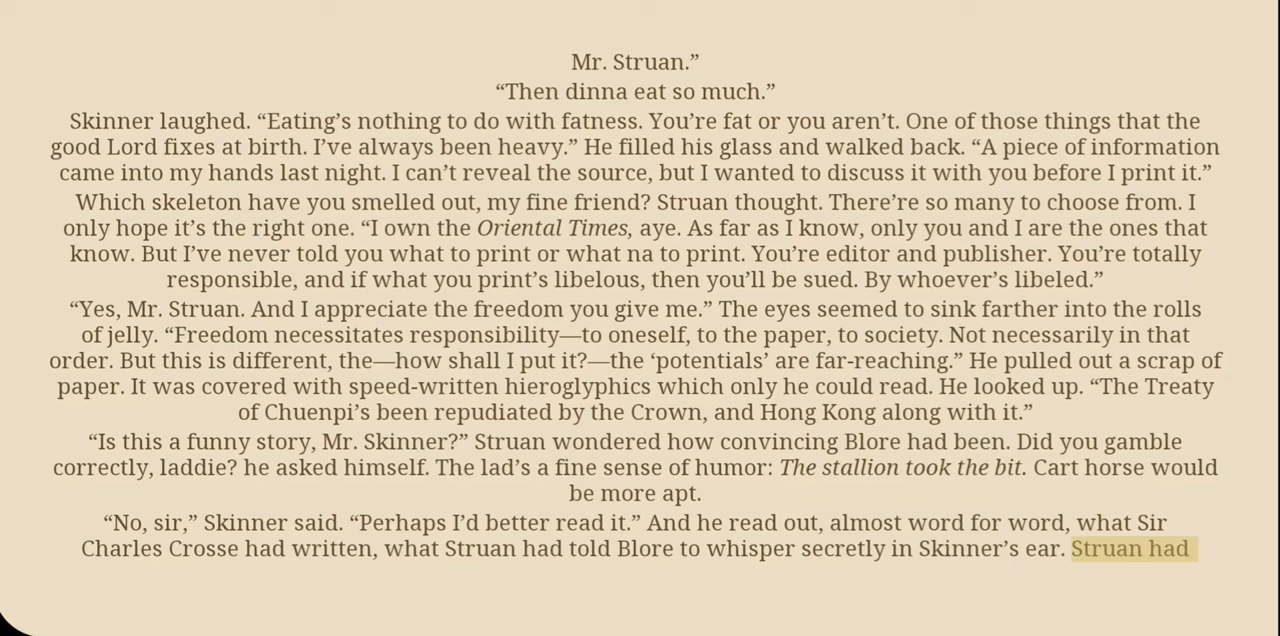 Mr. Struan.”
“Then dinna eat so much.”
Skinner laughed. “Eating’s nothing to do with fatness. You’re fat or you aren’t. One of those things that the
good Lord fixes at birth. I’ve always been heavy.” He filled his glass and walked back. “A piece of information
came into my hands last night. I can’t reveal the source, but I wanted to discuss it with you before I print it.”
Which skeleton have you smelled out, my fine friend? Struan thought. There’re so many to choose from. I
only hope it’s the right one. “I own the Oriental Times, aye. As far as I know, only you and I are the ones that
know. But I’ve never told you what to print or what na to print. You’re editor and publisher. You’re totally
responsible, and if what you print’s libelous, then you’ll be sued. By whoever’s libeled.”
“Yes, Mr. Struan. And I appreciate the freedom you give me.” The eyes seemed to sink farther into the rolls
of jelly. “Freedom necessitates responsibility—to oneself, to the paper, to society. Not necessarily in that
order. But this is different, the—how shall I put it?—the ‘potentials’ are far-reaching.” He pulled out a scrap of
paper. It was covered with speed-written hieroglyphics which only he could read. He looked up. “The Treaty
of Chuenpi’s been repudiated by the Crown, and Hong Kong along with it.”
“Is this a funny story, Mr. Skinner?” Struan wondered how convincing Blore had been. Did you gamble
correctly, laddie? he asked himself. The lad’s a fine sense of humor: The stallion took the bit. Cart horse would
be more apt.
“No, sir,” Skinner said. “Perhaps I’d better read it.” And he read out, almost word for word, what Sir
Charles Crosse had written, what Struan had told Blore to whisper secretly in Skinner’s ear. Struan had